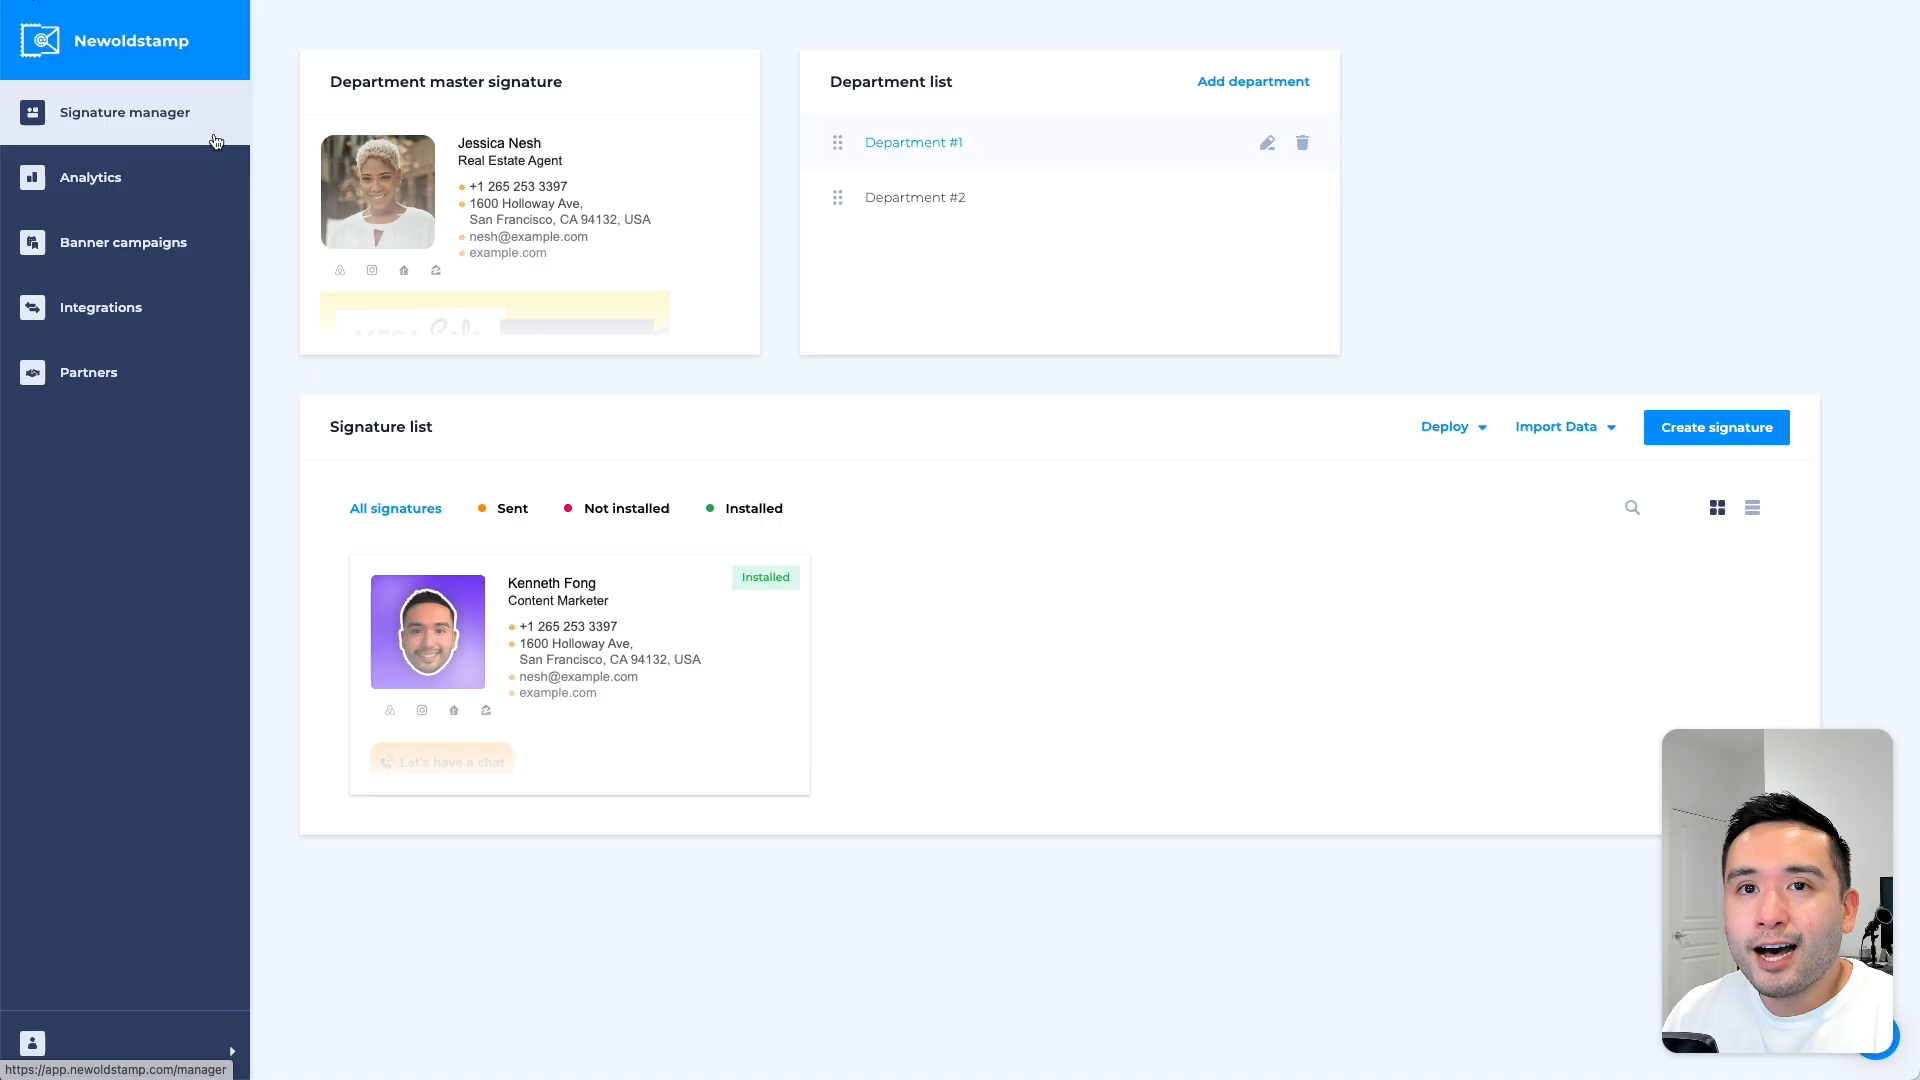 Newoldstamp
Signature manager
Analytics
Banner campaigns
Integrations
Partners
https://app.newoldstamp.com/manager
Department master signature
Jessica Nesh
Real Estate Agent
+1 265 253 3397
1600 Holloway Ave,
San Francisco, CA 94132, USA
nesh@example.com
example.com
MEGA Sale
Department list
Add department
Department #1
Department #2
Signature list
Deploy
Import Data
Create signature
All signatures
Sent
Not installed
Installed
Kenneth Fong
Installed
Content Marketer
+1 265 253 3397
1600 Holloway Ave,
San Francisco, CA 94132, USA
nesh@example.com
example.com
Let's have a chat